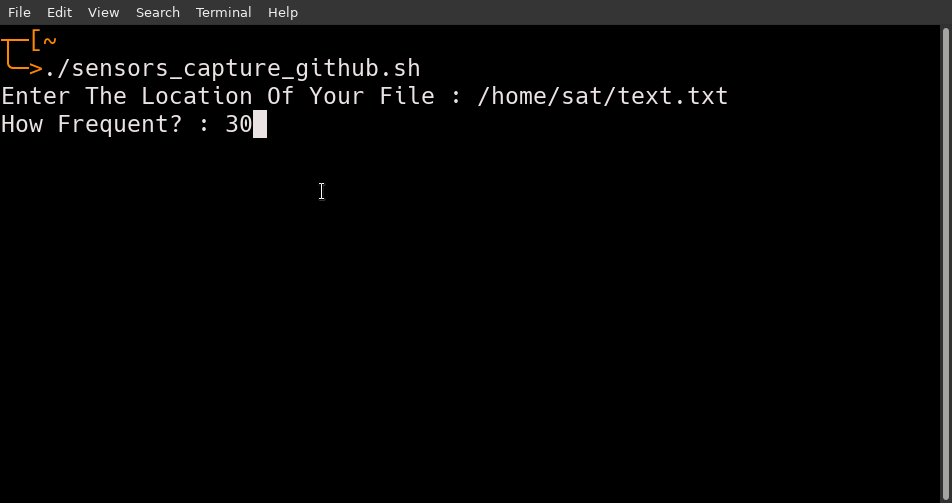 File Edit View Search Terminal Help
[~
>./sensors_capture_github.sh
Enter The Location Of Your File : /home/sat/text.txt
How Frequent? : 30